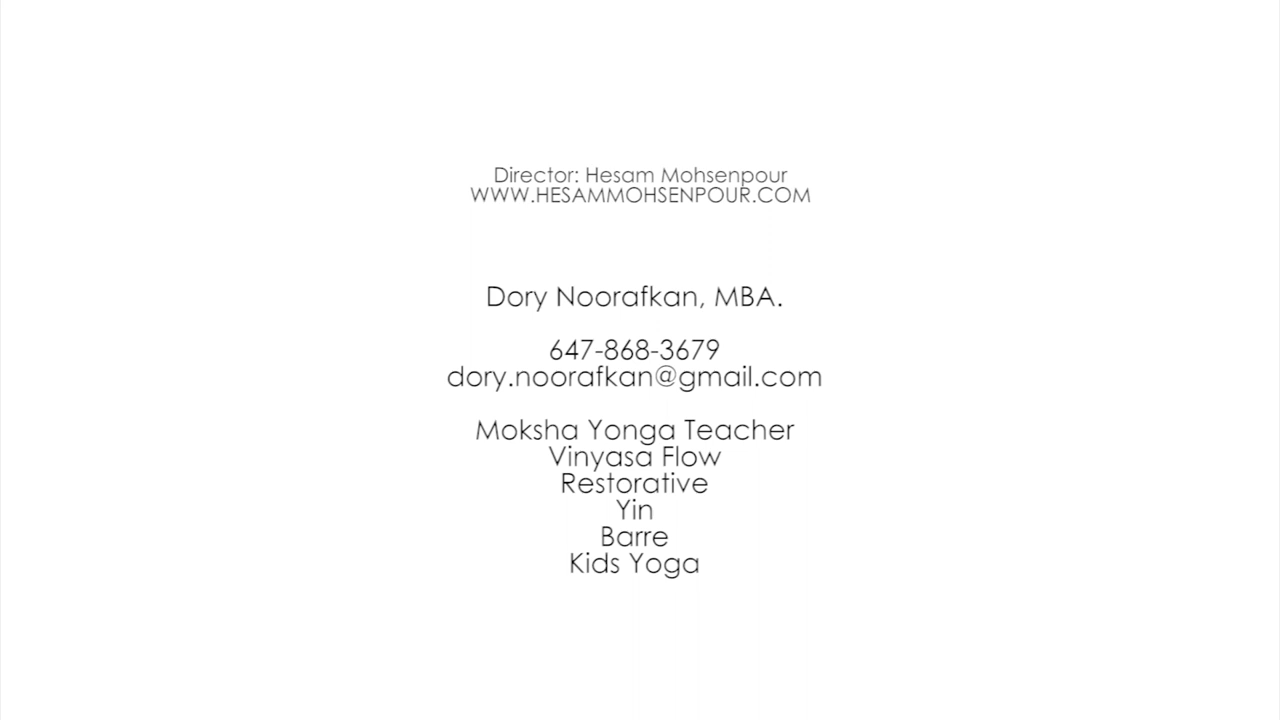 Director: Hesam Mohsenpour
WWW.HESAMMOHSENPOUR.COM
Dory Noorafkan, MBA.
647-868-3679
dory.noorafkan@gmail.com
Moksha Yonga Teacher
Vinyasa Flow
Restorative
Yin
Barre
Kids Yoga